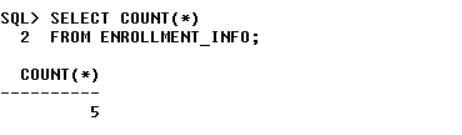 SQL> SELECT COUNT(*)
  2  FROM ENROLLMENT_INFO;
  COUNT(*)
----------
         5